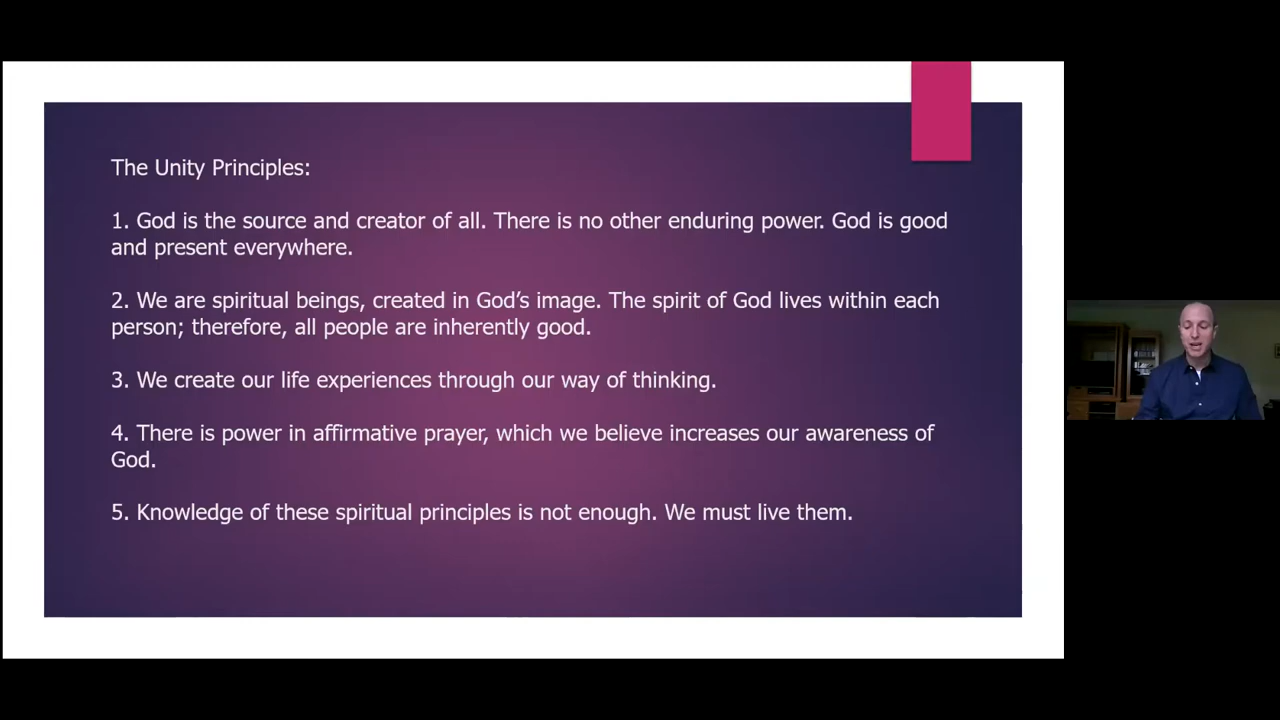 The Unity Principles:
1. God is the source and creator of all. There is no other enduring power. God is good
and present everywhere.
2. We are spiritual beings, created in God’s image. The spirit of God lives within each
person; therefore, all people are inherently good.
3. We create our life experiences through our way of thinking.
4. There is power in affirmative prayer, which we believe increases our awareness of
God.
5. Knowledge of these spiritual principles is not enough. We must live them.